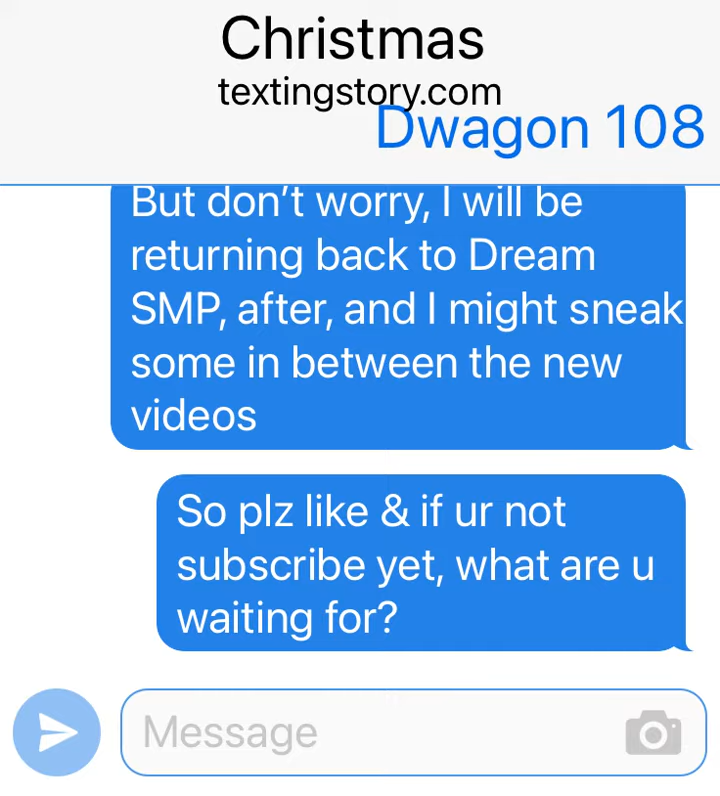 Christmas
textingstory.com
Dwagon 108
But don't worry, I will be
returning back to Dream
SMP, after, and I might sneak
some in between the new
videos
So plz like & if ur not
subscribe yet, what are u
waiting for?
Message